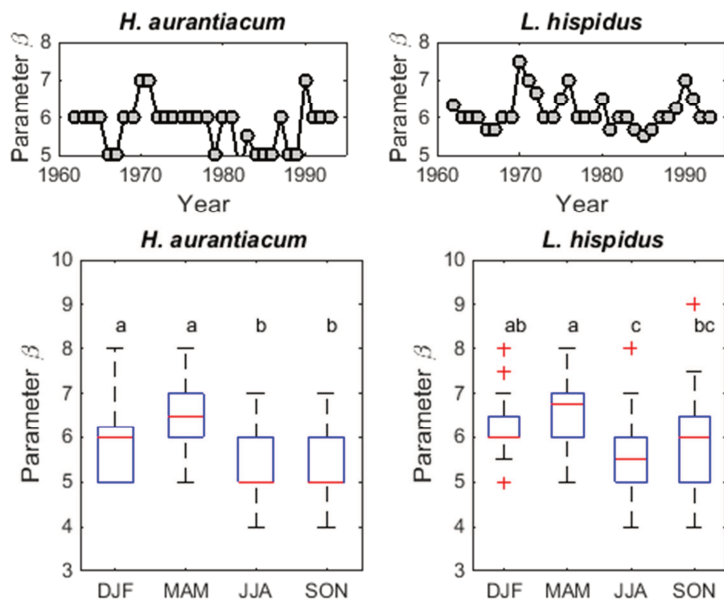 H. aurantiacum
L. hispidus
Parameter β
8
7
6
5
1960
1970
1980
1990
Year
Parameter β
8
7
6
5
1960
1970
1980
1990
Year
H. aurantiacum
L. hispidus
Parameter β
10
9
8
7
6
5
4
3
a
a
b
b
DJF
MAM
JJA
SON
Parameter β
10
9
8
7
6
5
4
3
ab
a
c
bc
DJF
MAM
JJA
SON